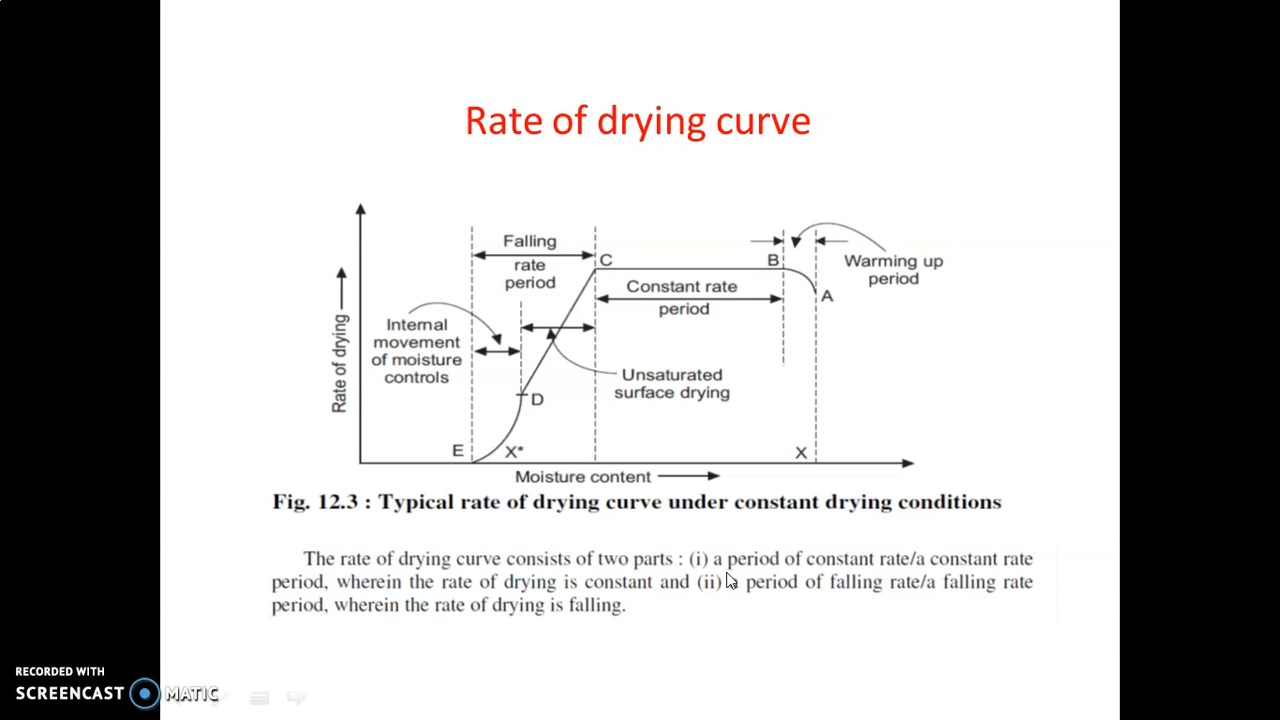 Rate of drying curve
Falling
rate
period
C
B
Warming up
period
A
Constant rate
period
Internal
movement
of moisture
controls
Unsaturated
surface drying
D
Rate of drying
E
X*
X
Moisture content
Fig. 12.3 : Typical rate of drying curve under constant drying conditions
The rate of drying curve consists of two parts : (i) a period of constant rate/a constant rate
period, wherein the rate of drying is constant and (ii) a period of falling rate/a falling rate
period, wherein the rate of drying is falling.
RECORDED WITH
SCREENCAST MATIC